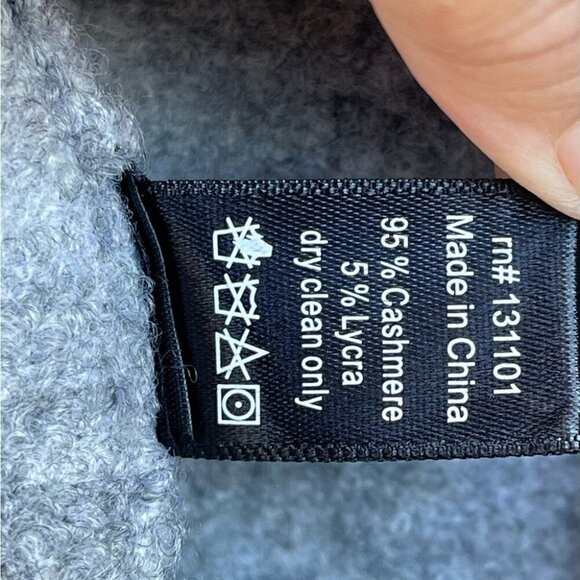 rn# 131101
Made in China
95 % Cashmere
5 % Lycra
dry clean only